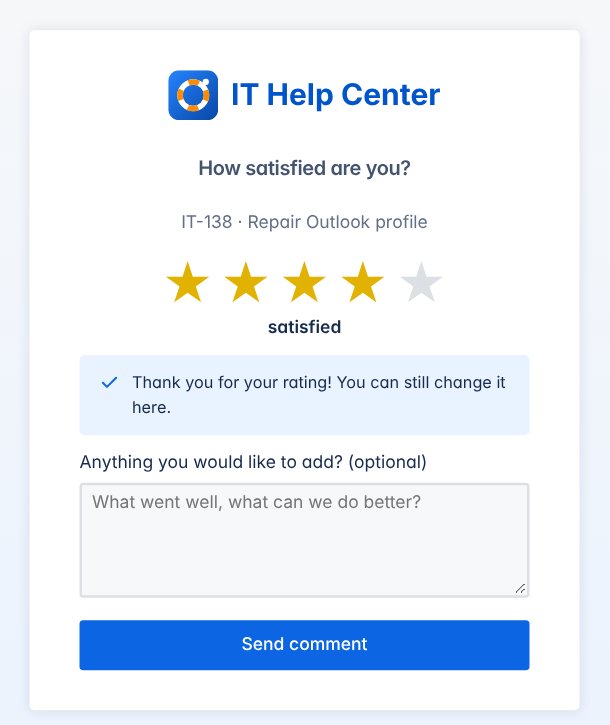 IT Help Center
How satisfied are you?
IT-138 · Repair Outlook profile
satisfied
Thank you for your rating! You can still change it
here.
Anything you would like to add? (optional)
What went well, what can we do better?
Send comment